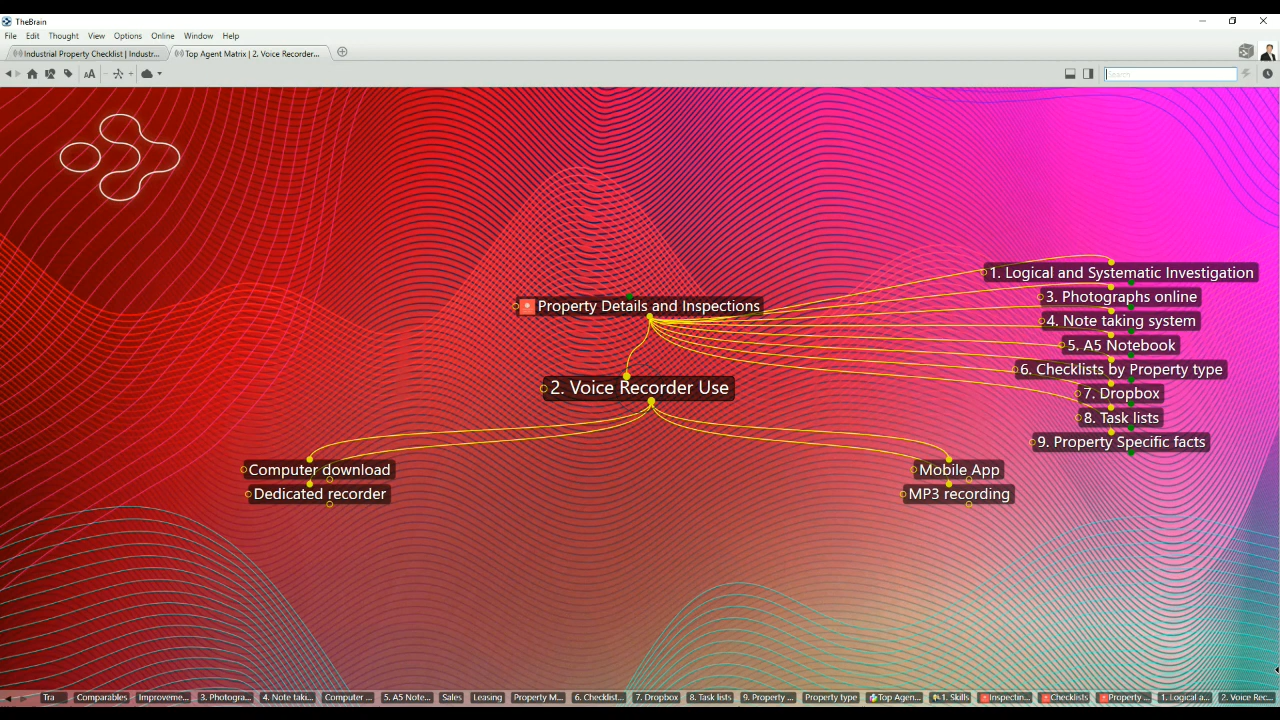 TheBrain
File Edit Thought View Options Online Window Help
Industrial Property Checklist | Industr...
Top Agent Matrix | 2. Voice Recorder...
AA
Search
1. Logical and Systematic Investigation
3. Photographs online
Property Details and Inspections
4. Note taking system
5. A5 Notebook
6. Checklists by Property type
2. Voice Recorder Use
7. Dropbox
8. Task lists
9. Property Specific facts
Computer download
Mobile App
Dedicated recorder
MP3 recording
Tra Comparables Improveme... 3. Photogra... 4. Note taki... Computer ... 5. A5 Note... Sales Leasing Property M... 6. Checklist... 7. Dropbox 8. Task lists 9. Property ... Property type Top Agen... 1. Skills Inspectin... Checklists Property ... 1. Logical a... 2. Voice Rec...